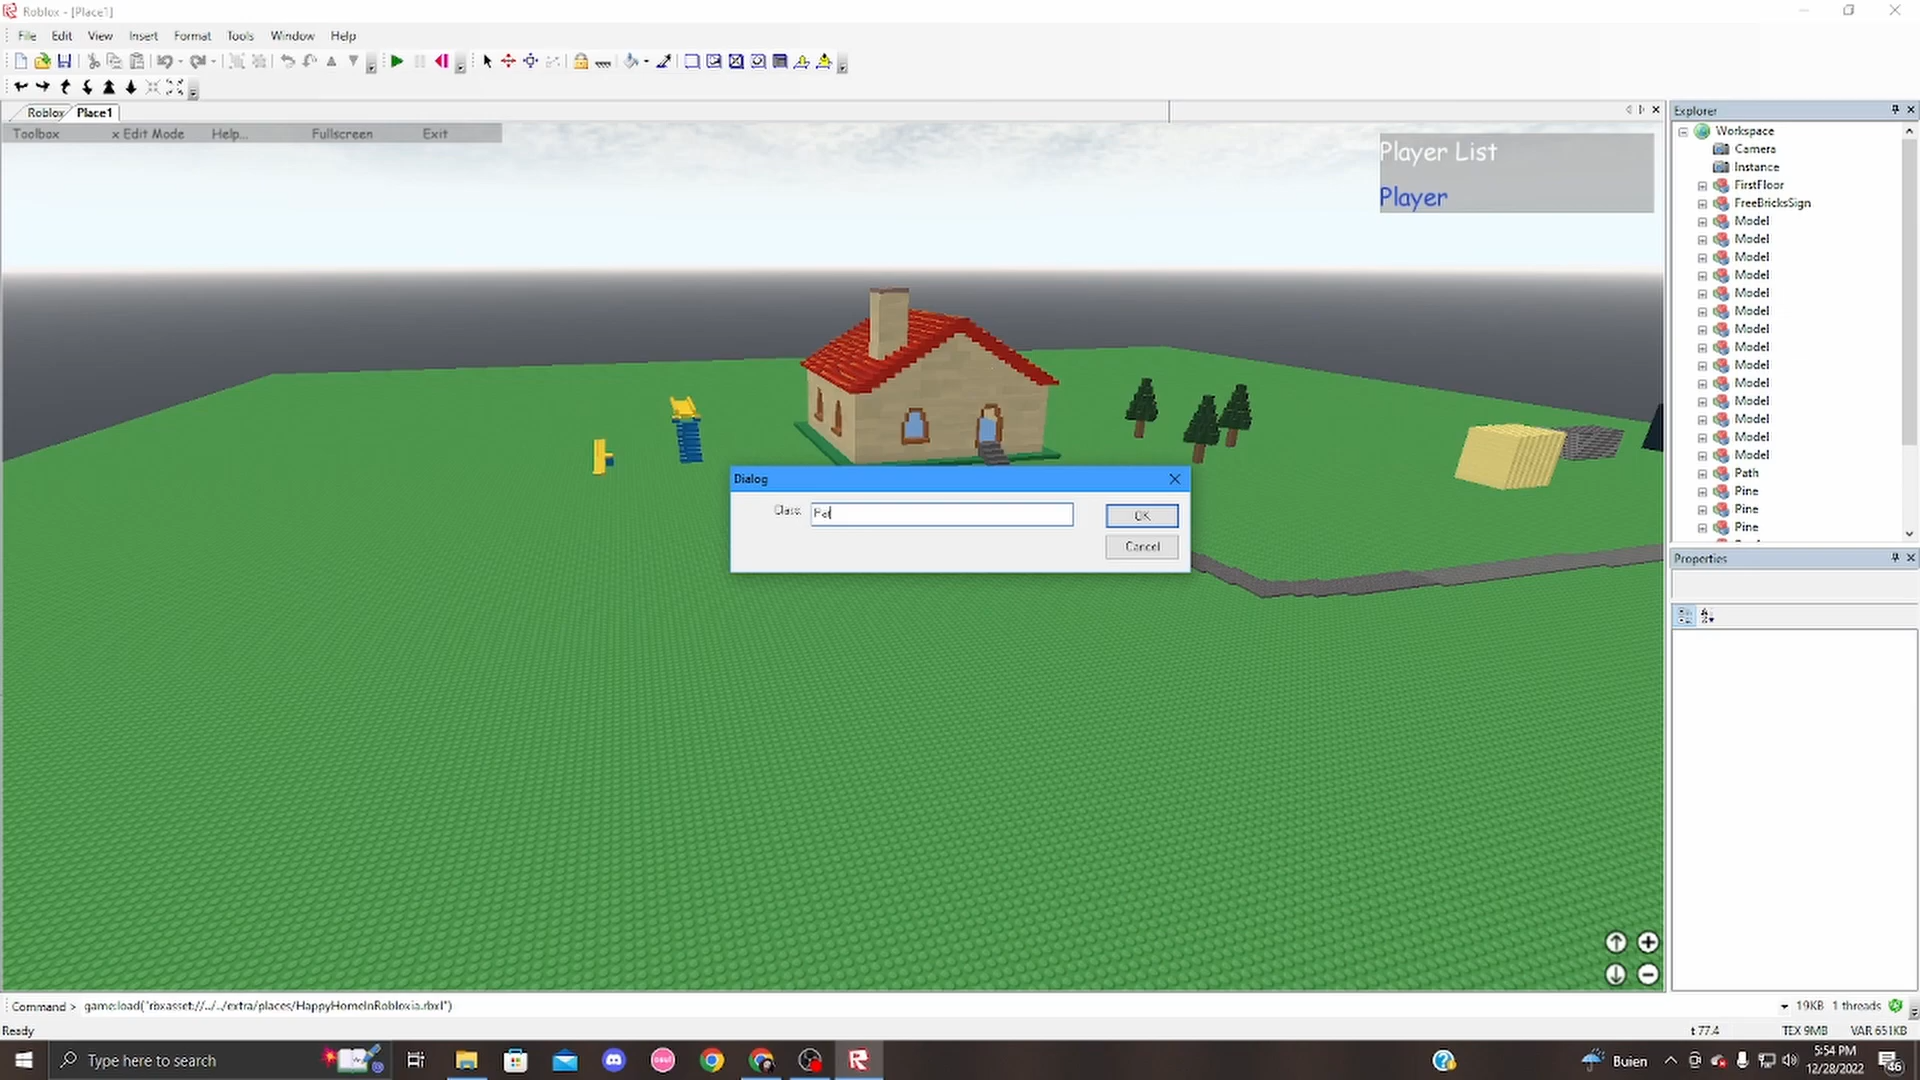 Roblox - [Place1]
File Edit View Insert Format Tools Window Help
Roblox Place1
Toolbox x Edit Mode Help... Fullscreen Exit
Player List
Player
Explorer
Workspace
Camera
Instance
FirstFloor
FreeBricksSign
Model
Model
Model
Model
Model
Model
Model
Model
Model
Model
Model
Model
Model
Model
Path
Pine
Pine
Pine
Dialog
Class:
OK
Cancel
Properties
Command > game:load("rbxasset://../../extra/places/HappyHomeInRobloxia.rbxl")
19KB 1 threads
Ready
t 77.4 TEX 9MB VAR 651KB
Type here to search
osu!
Buien
5:54 PM
12/28/2022
46